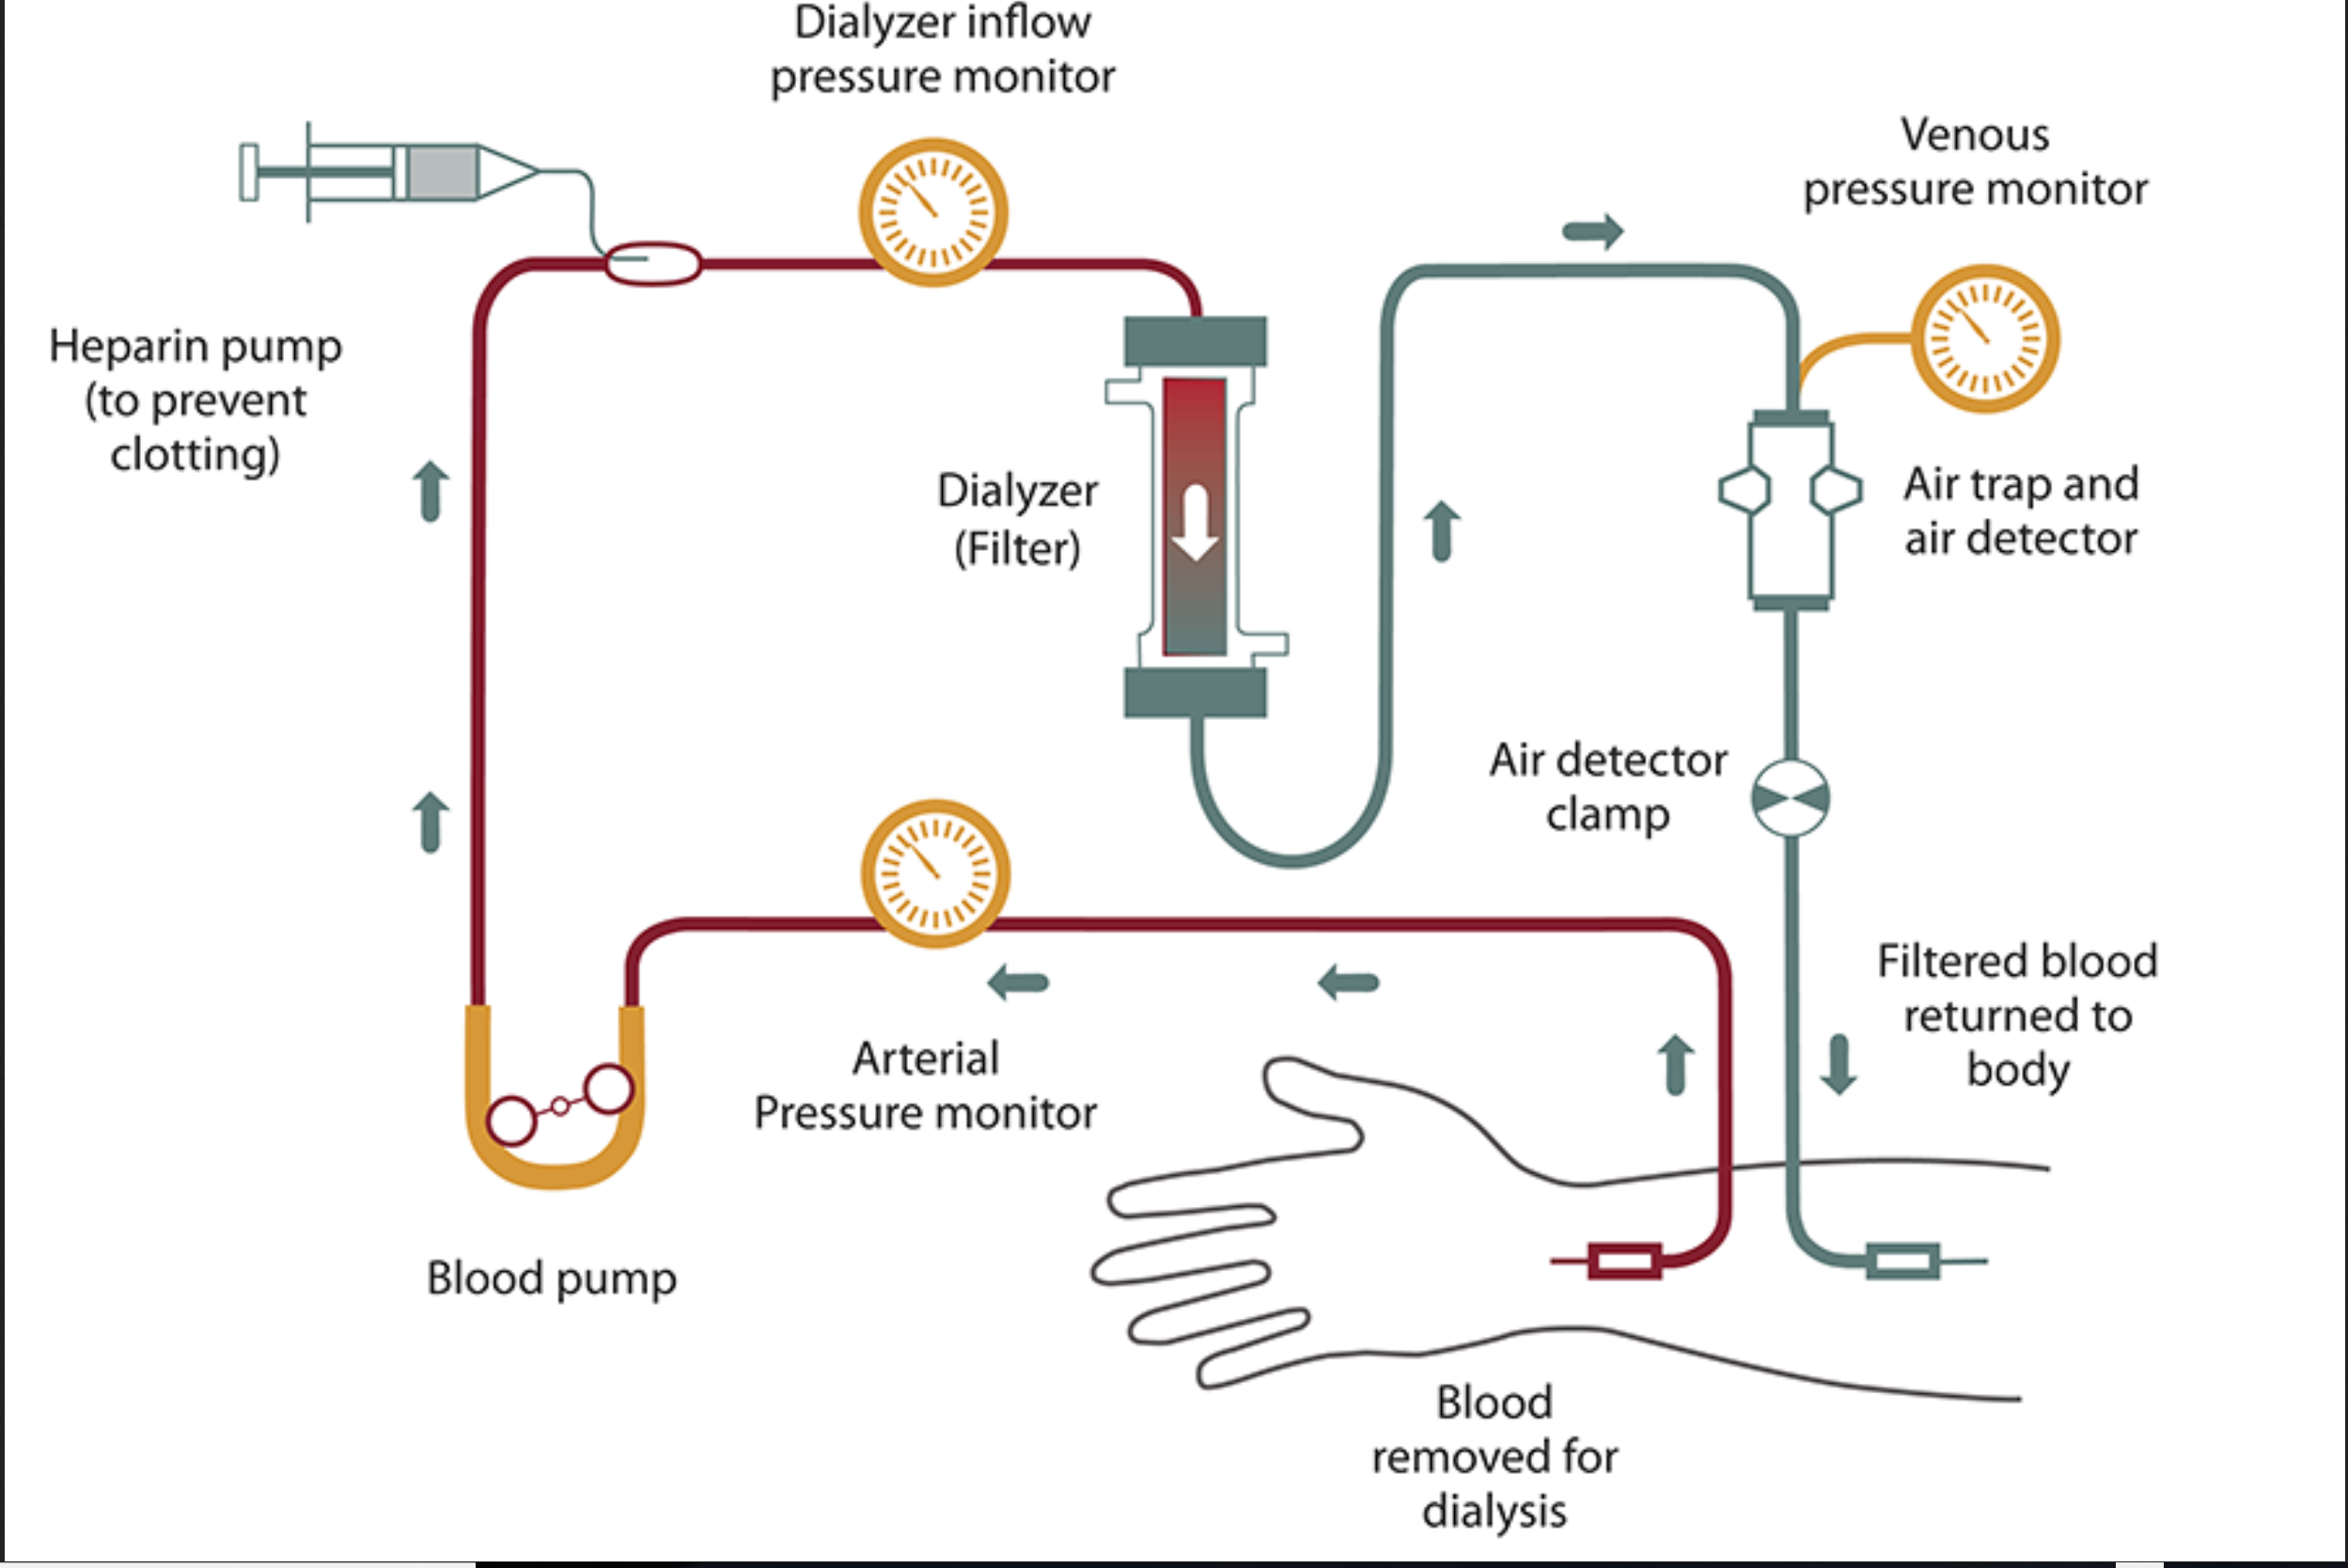 Dialyzer inflow
pressure monitor
Venous
pressure monitor
Heparin pump
(to prevent
clotting)
Dialyzer
(Filter)
Air trap and
air detector
Air detector
clamp
Filtered blood
returned to
body
Arterial
Pressure monitor
Blood pump
Blood
removed for
dialysis